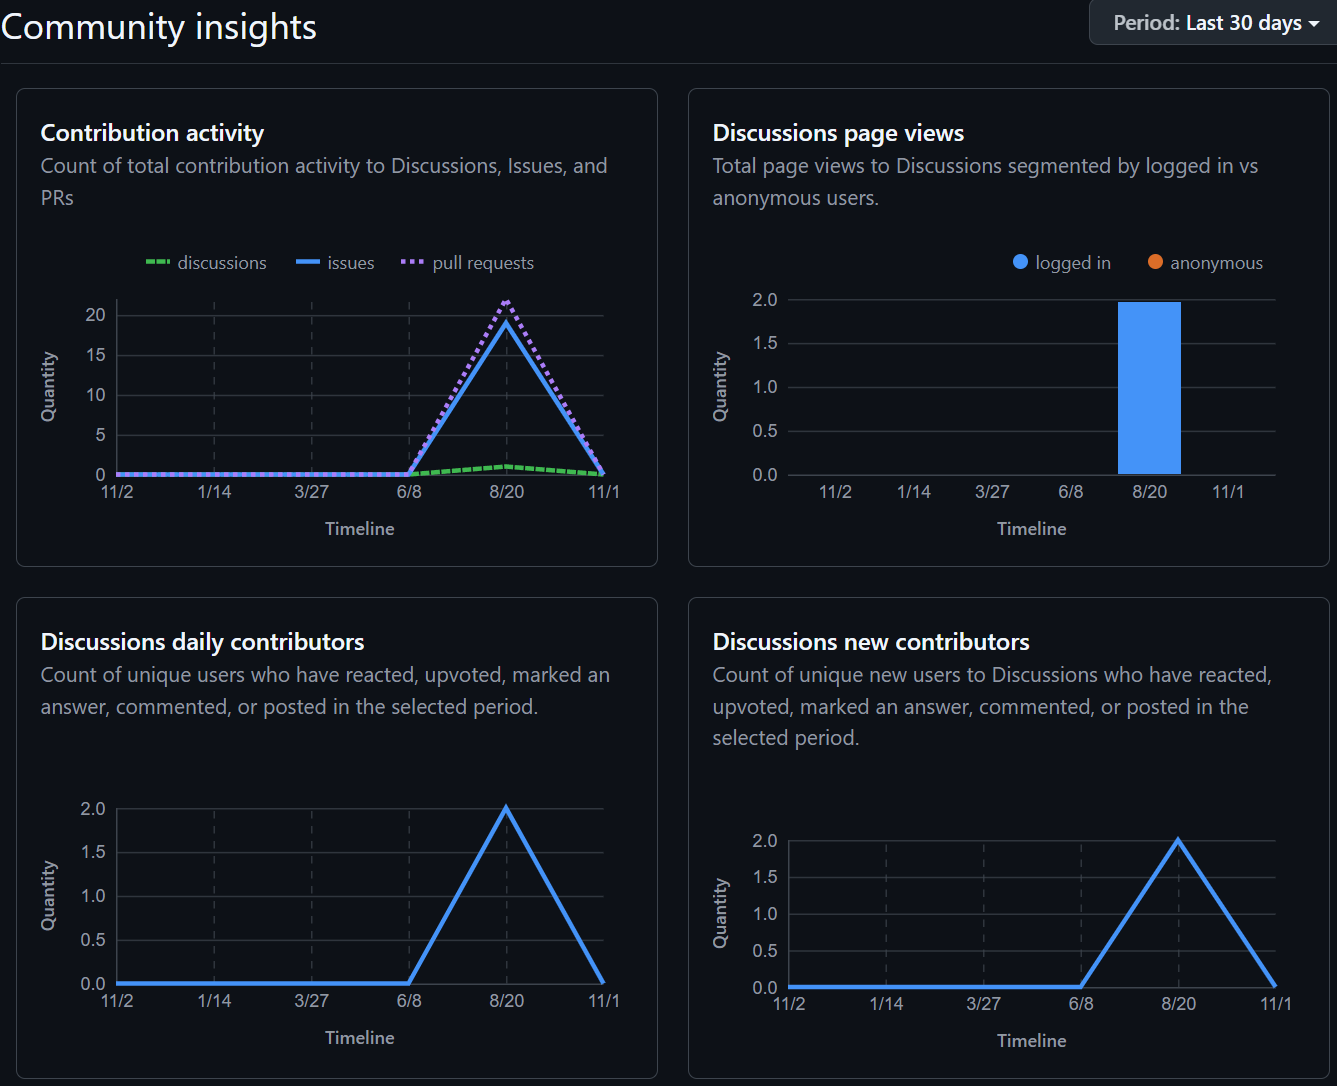 Community insights
Period: Last 30 days
Contribution activity
Count of total contribution activity to Discussions, Issues, and
PRs
discussions issues pull requests
20
15
10
5
0
Quantity
11/2 1/14 3/27 6/8 8/20 11/1
Timeline
Discussions page views
Total page views to Discussions segmented by logged in vs
anonymous users.
logged in anonymous
2.0
1.5
1.0
0.5
0.0
Quantity
11/2 1/14 3/27 6/8 8/20 11/1
Timeline
Discussions daily contributors
Count of unique users who have reacted, upvoted, marked an
answer, commented, or posted in the selected period.
2.0
1.5
1.0
0.5
0.0
Quantity
11/2 1/14 3/27 6/8 8/20 11/1
Timeline
Discussions new contributors
Count of unique new users to Discussions who have reacted,
upvoted, marked an answer, commented, or posted in the
selected period.
2.0
1.5
1.0
0.5
0.0
Quantity
11/2 1/14 3/27 6/8 8/20 11/1
Timeline